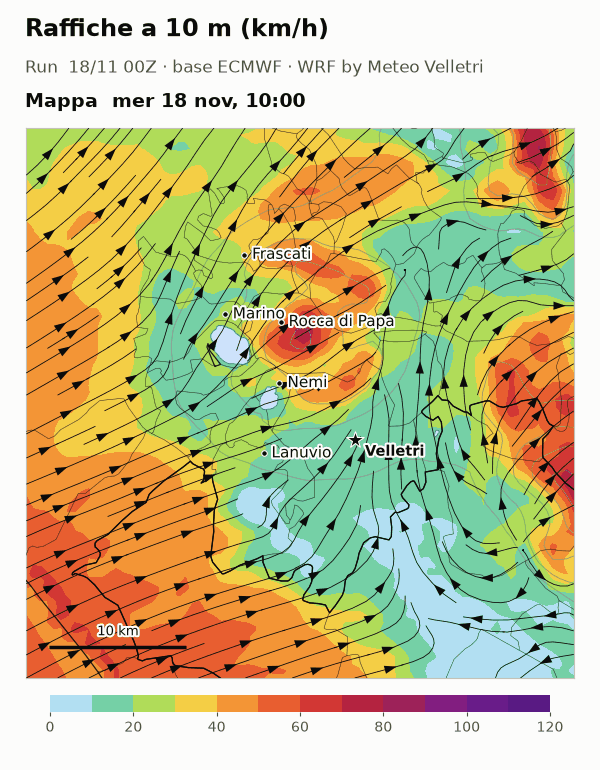 Raffiche a 10 m (km/h)
Run  18/11 00Z · base ECMWF · WRF by Meteo Velletri
Mappa  mer 18 nov, 10:00
Frascati
Marino
Rocca di Papa
Nemi
Velletri
Lanuvio
10 km
0 20 40 60 80 100 120